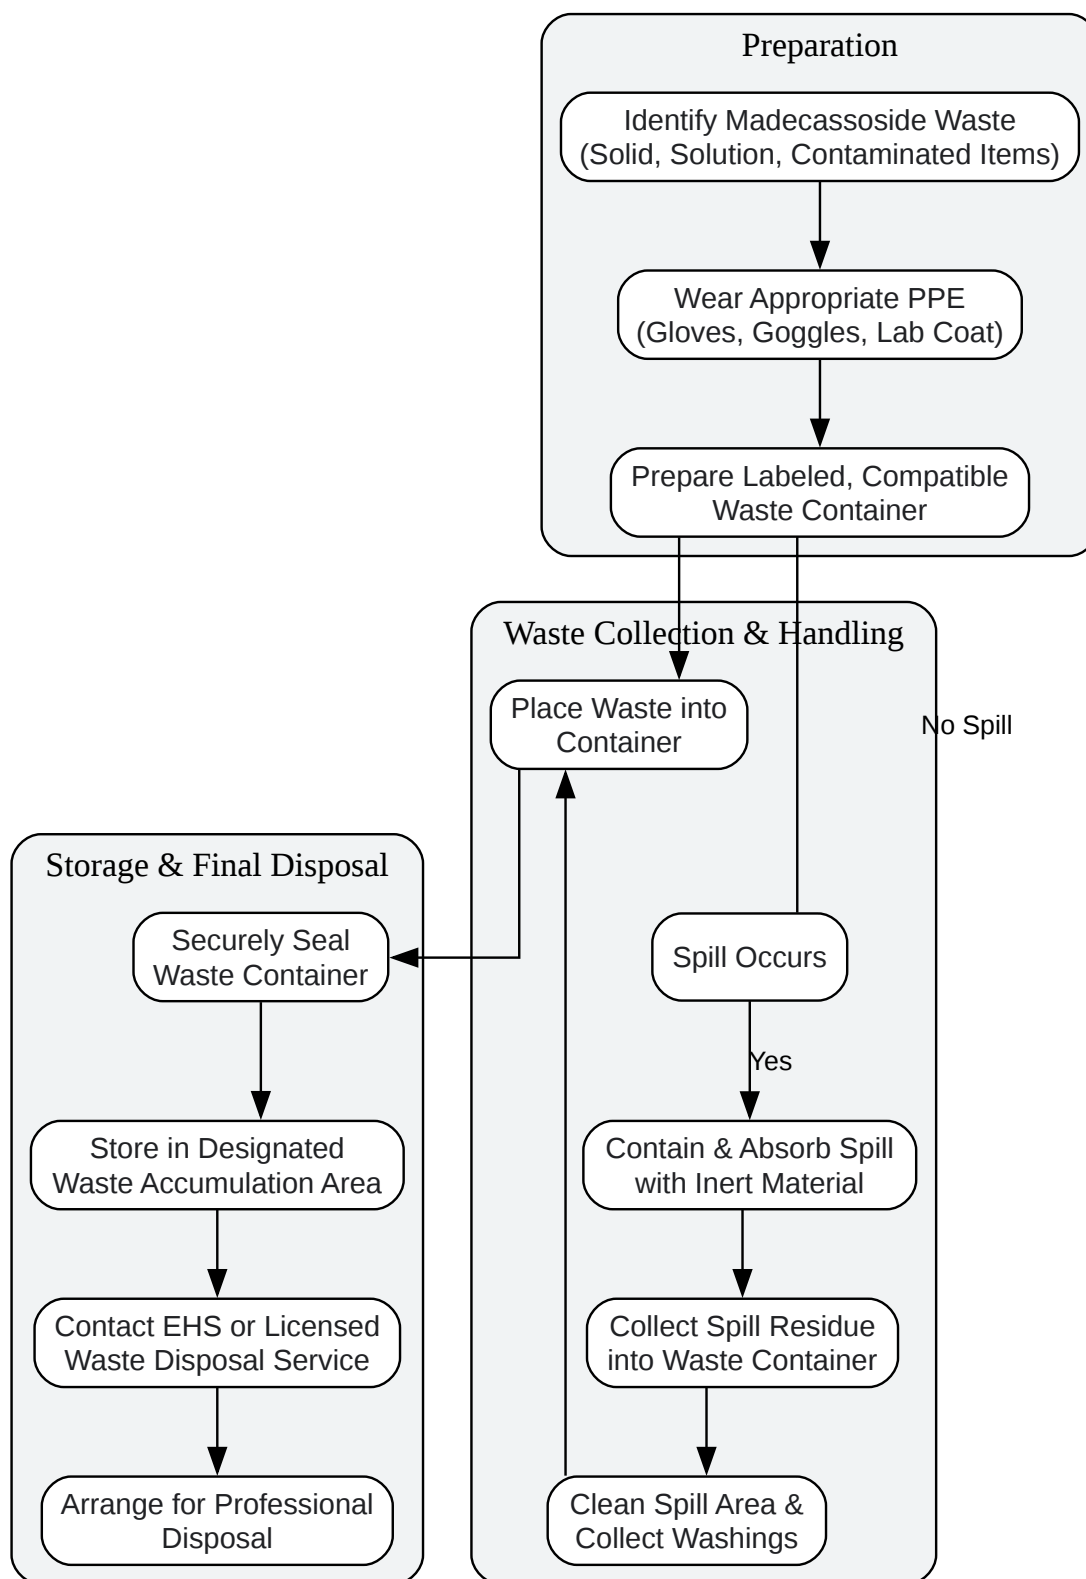 Preparation
Identify Madecassoside Waste
(Solid, Solution, Contaminated Items)
Wear Appropriate PPE
(Gloves, Goggles, Lab Coat)
Prepare Labeled, Compatible
Waste Container
Waste Collection & Handling
Place Waste into
Container
No Spill
Storage & Final Disposal
Securely Seal
Waste Container
Spill Occurs
Yes
Store in Designated
Waste Accumulation Area
Contain & Absorb Spill
with Inert Material
Contact EHS or Licensed
Waste Disposal Service
Collect Spill Residue
into Waste Container
Arrange for Professional
Disposal
Clean Spill Area &
Collect Washings